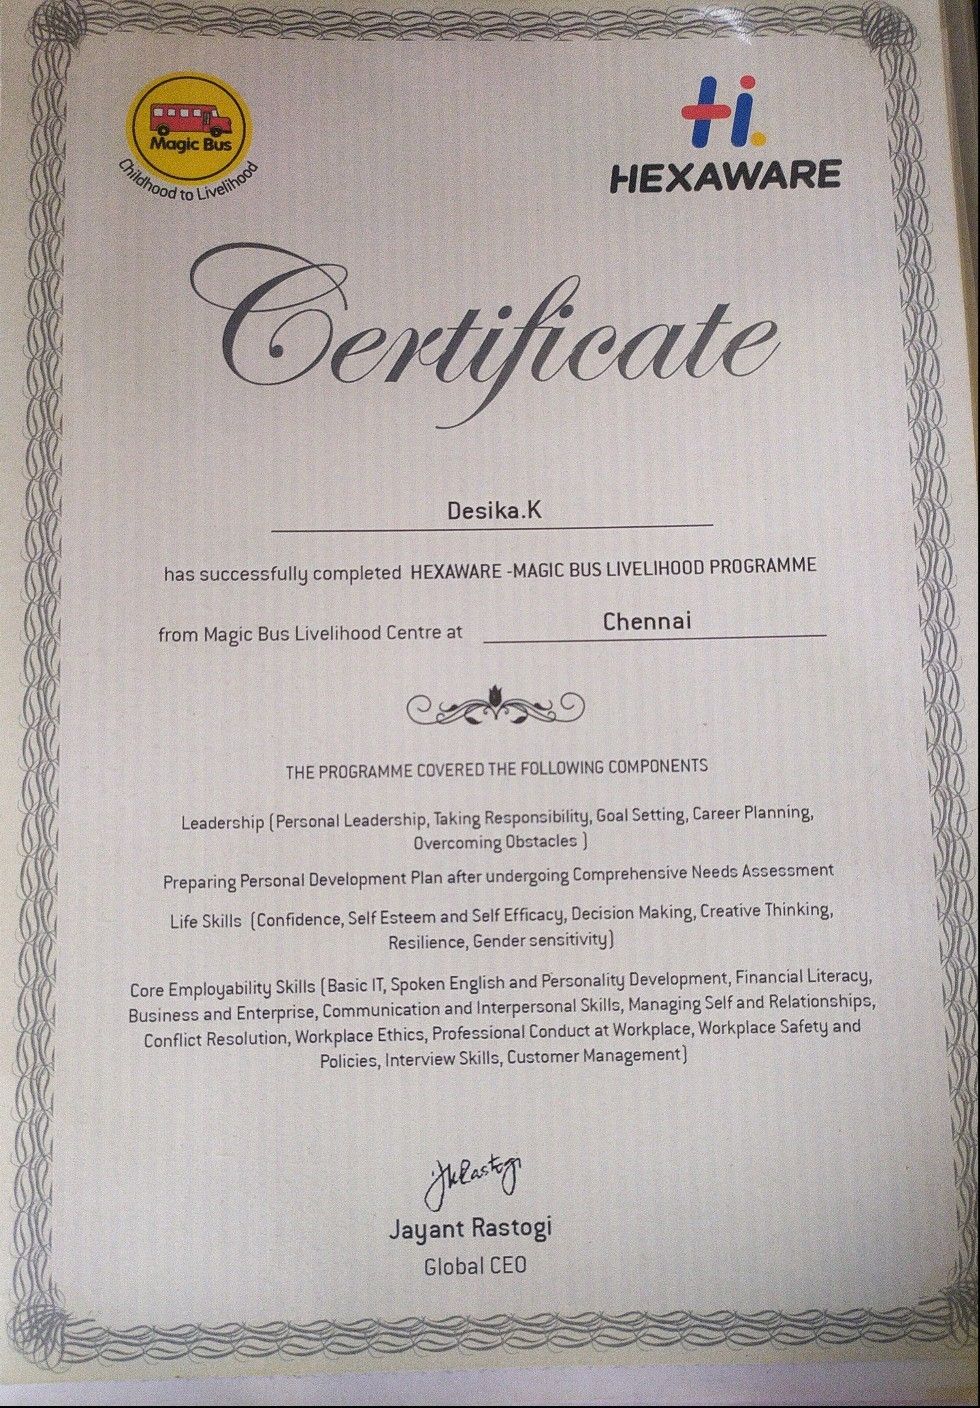 Magic Bus
Childhood to Livelihood
Hi.
HEXAWARE
Certificate
Desika.K
has successfully completed HEXAWARE -MAGIC BUS LIVELIHOOD PROGRAMME
from Magic Bus Livelihood Centre at Chennai
THE PROGRAMME COVERED THE FOLLOWING COMPONENTS
Leadership (Personal Leadership, Taking Responsibility, Goal Setting, Career Planning,
Overcoming Obstacles )
Preparing Personal Development Plan after undergoing Comprehensive Needs Assessment
Life Skills (Confidence, Self Esteem and Self Efficacy, Decision Making, Creative Thinking,
Resilience, Gender sensitivity)
Core Employability Skills (Basic IT, Spoken English and Personality Development, Financial Literacy,
Business and Enterprise, Communication and Interpersonal Skills, Managing Self and Relationships,
Conflict Resolution, Workplace Ethics, Professional Conduct at Workplace, Workplace Safety and
Policies, Interview Skills, Customer Management)
JkRastogi
Jayant Rastogi
Global CEO